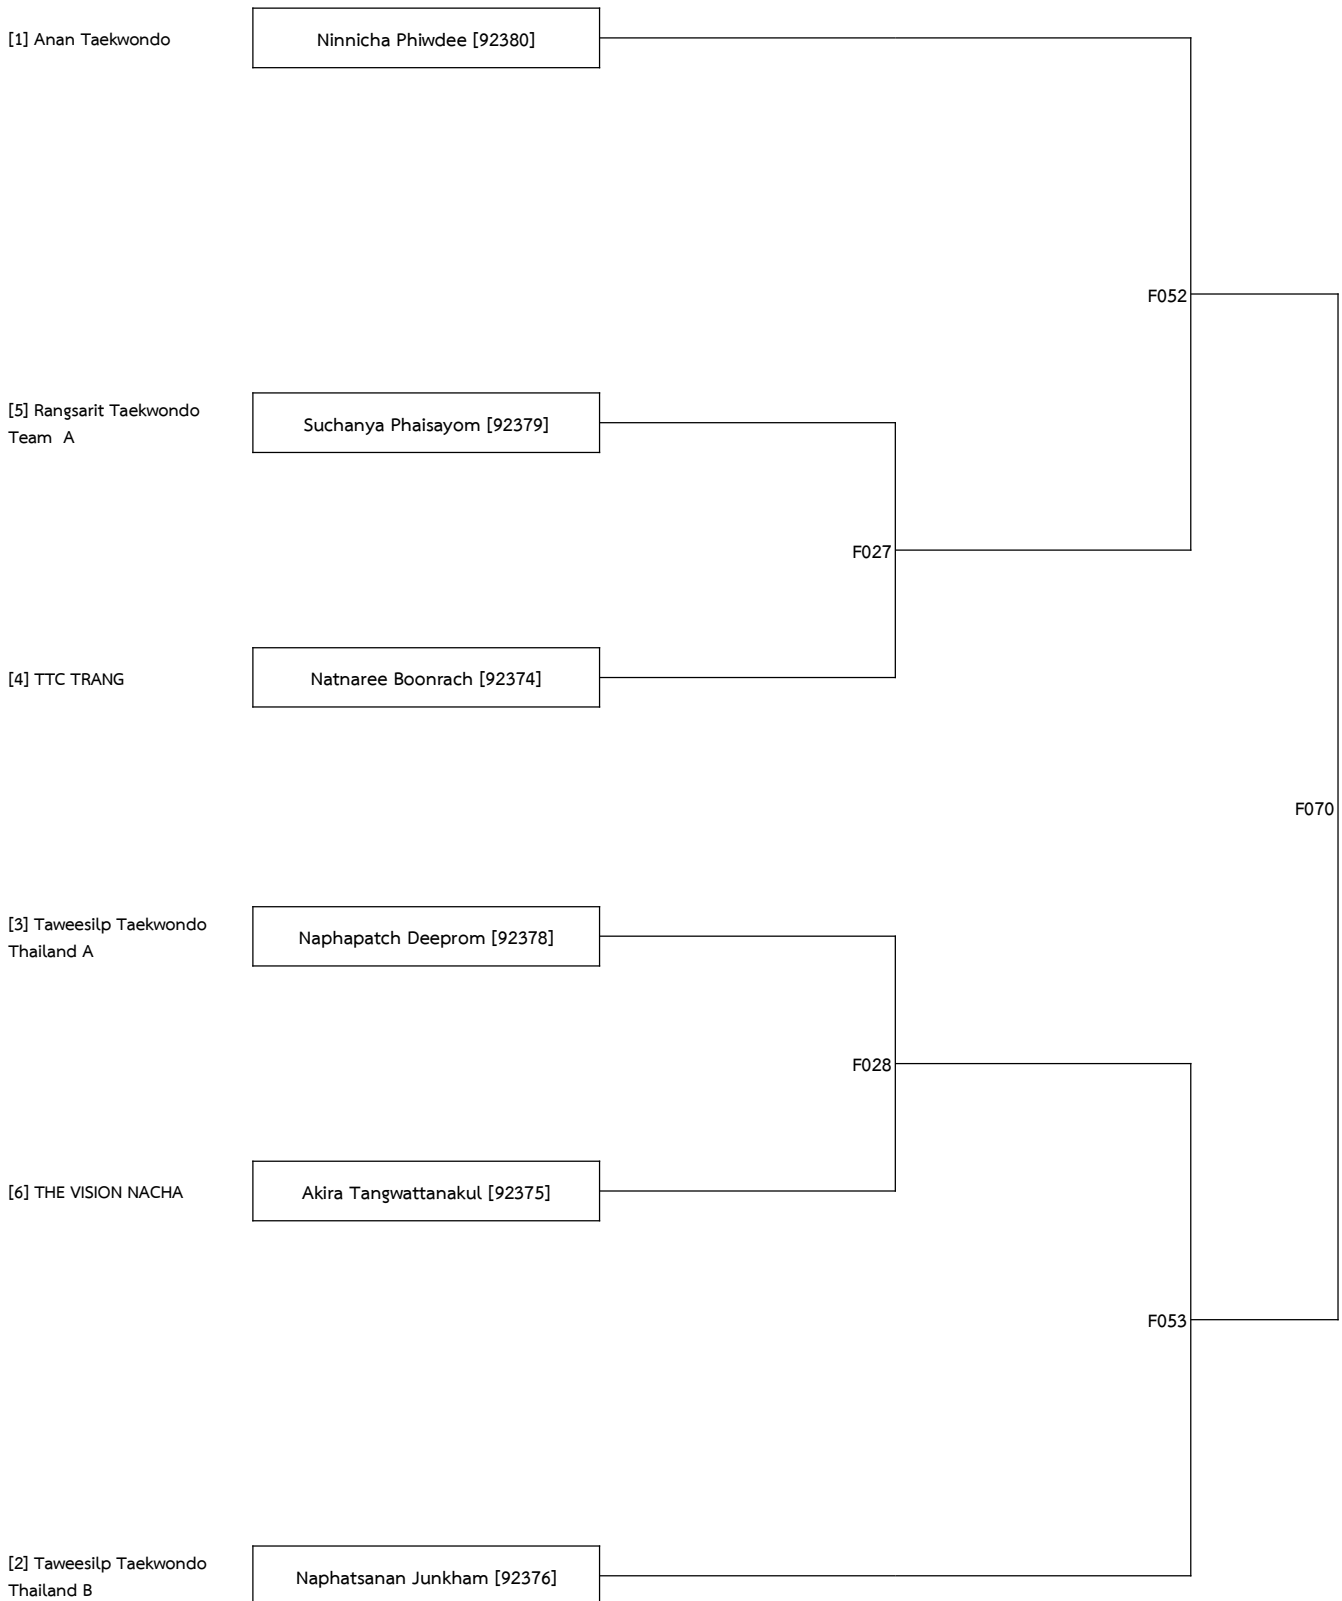 [1] Anan Taekwondo
Ninnicha Phiwdee [92380]
F052
[5] Rangsarit Taekwondo
Team A
Suchanya Phaisayom [92379]
F027
[4] TTC TRANG
Natnaree Boonrach [92374]
F070
[3] Taweesilp Taekwondo
Thailand A
Naphapatch Deeprom [92378]
F028
[6] THE VISION NACHA
Akira Tangwattanakul [92375]
F053
[2] Taweesilp Taekwondo
Thailand B
Naphatsanan Junkham [92376]